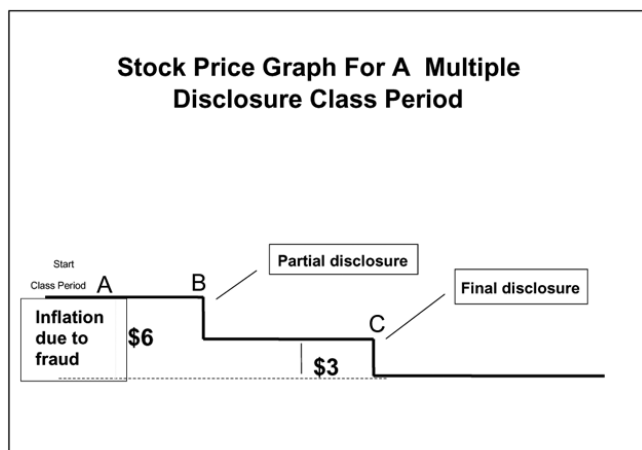 Stock Price Graph For A Multiple
Disclosure Class Period
Start
Class Period
A
B
Partial disclosure
Final disclosure
C
Inflation
due to
fraud
$6
$3